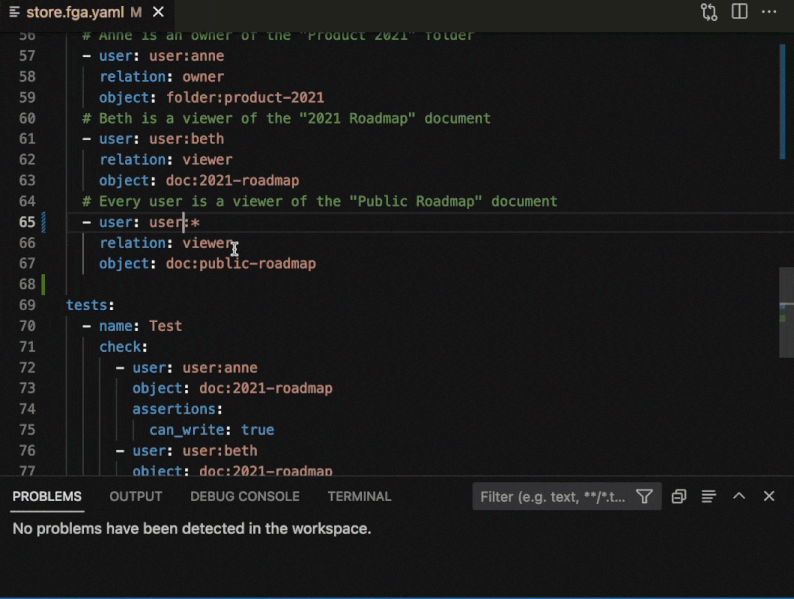 store.fga.yaml M
56 # Anne is an owner of the "Product 2021" folder
57 - user: user:anne
58 relation: owner
59 object: folder:product-2021
60 # Beth is a viewer of the "2021 Roadmap" document
61 - user: user:beth
62 relation: viewer
63 object: doc:2021-roadmap
64 # Every user is a viewer of the "Public Roadmap" document
65 - user: user:*
66 relation: viewer
67 object: doc:public-roadmap
68
69 tests:
70 - name: Test
71 check:
72 - user: user:anne
73 object: doc:2021-roadmap
74 assertions:
75 can_write: true
76 - user: user:beth
77 object: doc:2021-roadmap
PROBLEMS OUTPUT DEBUG CONSOLE TERMINAL Filter (e.g. text, **/*.t...
No problems have been detected in the workspace.